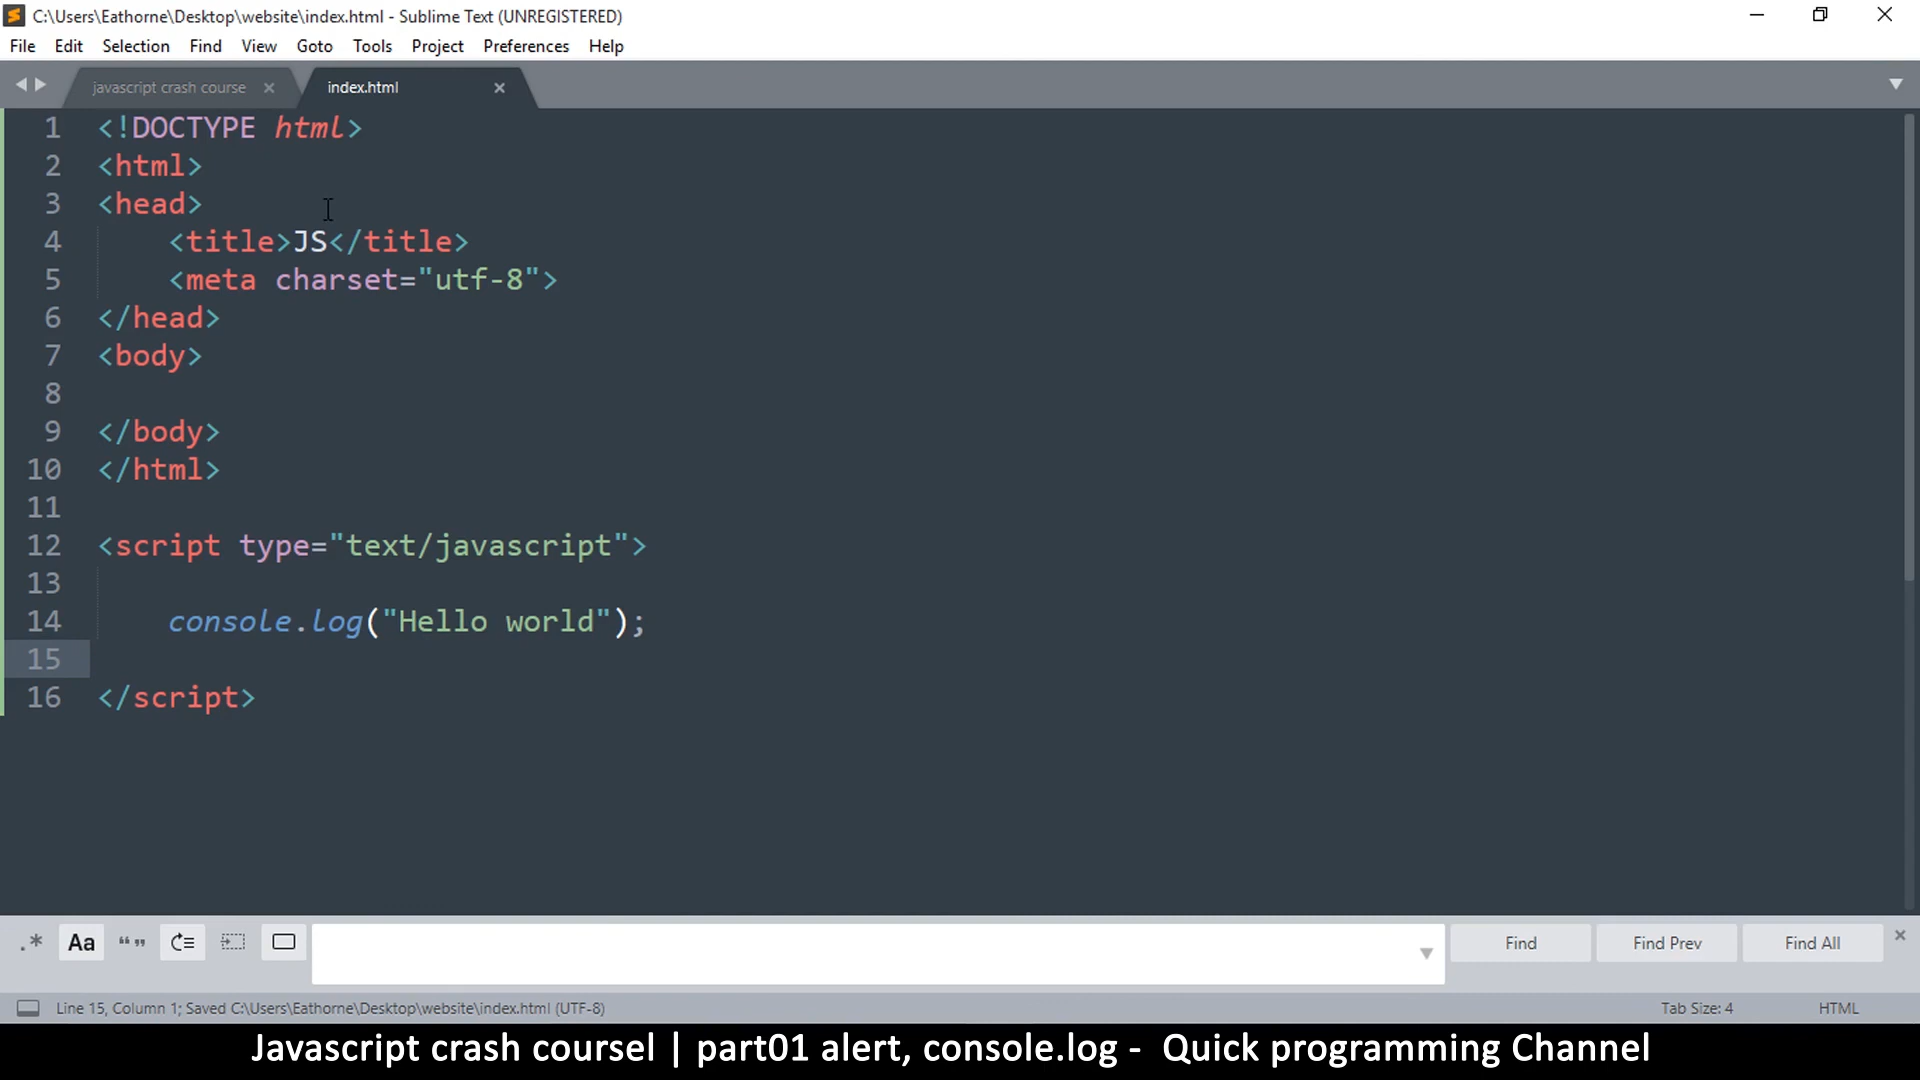 C:\Users\Eathorne\Desktop\website\index.html - Sublime Text (UNREGISTERED)
File Edit Selection Find View Goto Tools Project Preferences Help
javascript crash course index.html
1 <!DOCTYPE html>
2 <html>
3 <head>
4 <title>JS</title>
5 <meta charset="utf-8">
6 </head>
7 <body>
8
9 </body>
10 </html>
11
12 <script type="text/javascript">
13
14 console.log("Hello world");
15
16 </script>
.* Aa “” Find Find Prev Find All
Line 15, Column 1; Saved C:\Users\Eathorne\Desktop\website\index.html (UTF-8) Tab Size: 4 HTML
Javascript crash coursel | part01 alert, console.log - Quick programming Channel